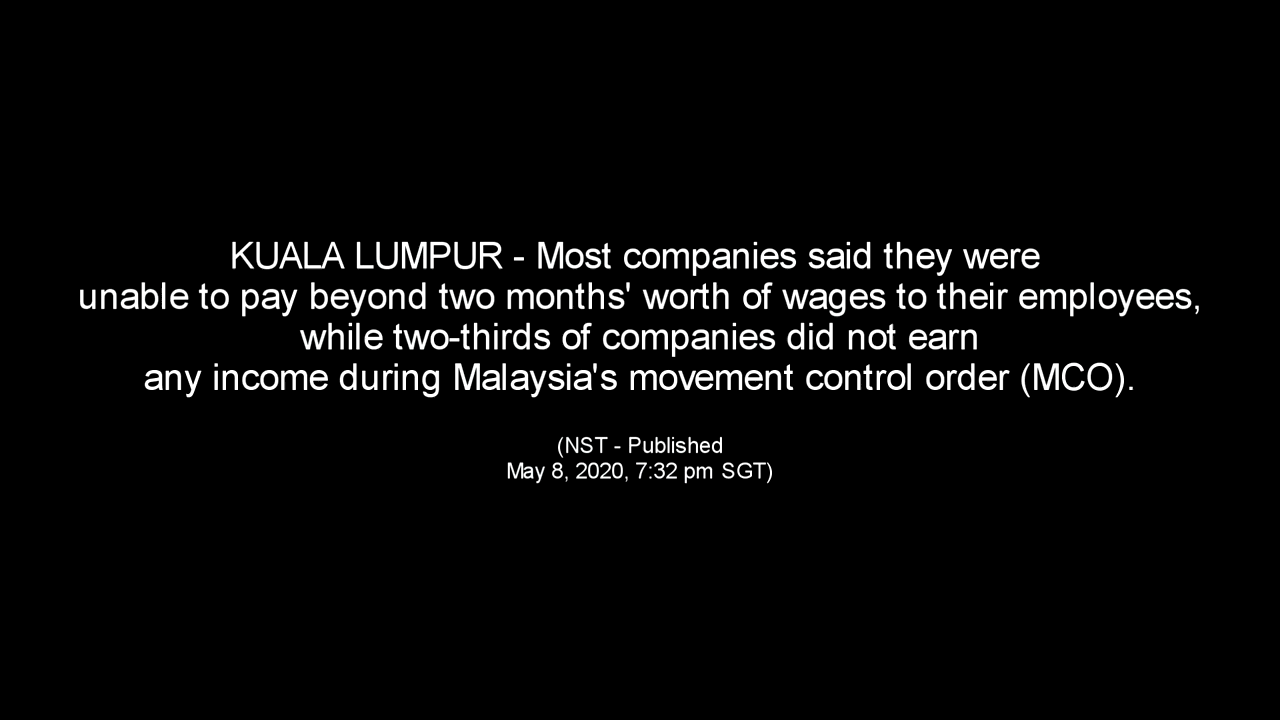 KUALA LUMPUR - Most companies said they were
unable to pay beyond two months' worth of wages to their employees,
while two-thirds of companies did not earn
any income during Malaysia's movement control order (MCO).
(NST - Published
May 8, 2020, 7:32 pm SGT)